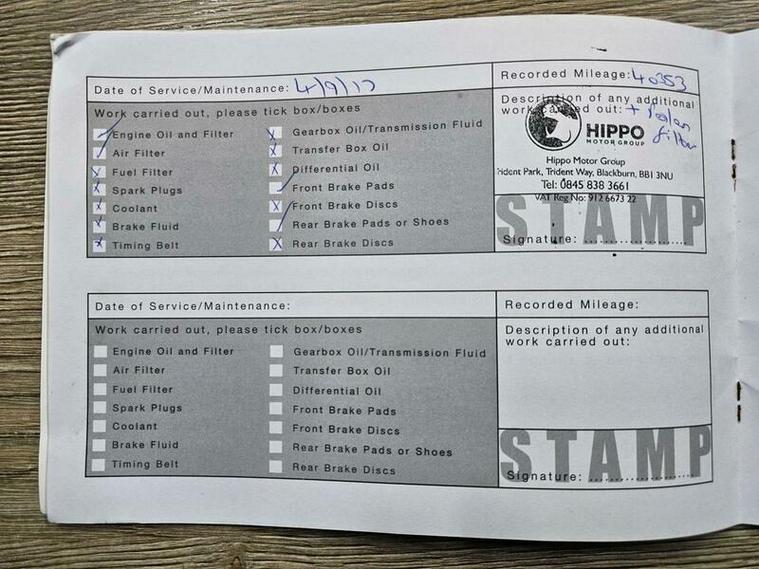 Date of Service/Maintenance: 4/9/17
Recorded Mileage: 40353
Work carried out, please tick box/boxes
Engine Oil and Filter
Air Filter
Fuel Filter
Spark Plugs
Coolant
Brake Fluid
Timing Belt
Gearbox Oil/Transmission Fluid
Transfer Box Oil
Differential Oil
Front Brake Pads
Front Brake Discs
Rear Brake Pads or Shoes
Rear Brake Discs
Description of any additional
work carried out: + Pollen
filter
HIPPO
MOTOR GROUP
Hippo Motor Group
rident Park, Trident Way, Blackburn, BB1 3NU
Tel: 0845 838 3661
VAT Reg No: 912 6673 22
STAMP
Signature: ....................
Date of Service/Maintenance:
Recorded Mileage:
Work carried out, please tick box/boxes
Engine Oil and Filter
Air Filter
Fuel Filter
Spark Plugs
Coolant
Brake Fluid
Timing Belt
Gearbox Oil/Transmission Fluid
Transfer Box Oil
Differential Oil
Front Brake Pads
Front Brake Discs
Rear Brake Pads or Shoes
Rear Brake Discs
Description of any additional
work carried out:
STAMP
Signature: ....................